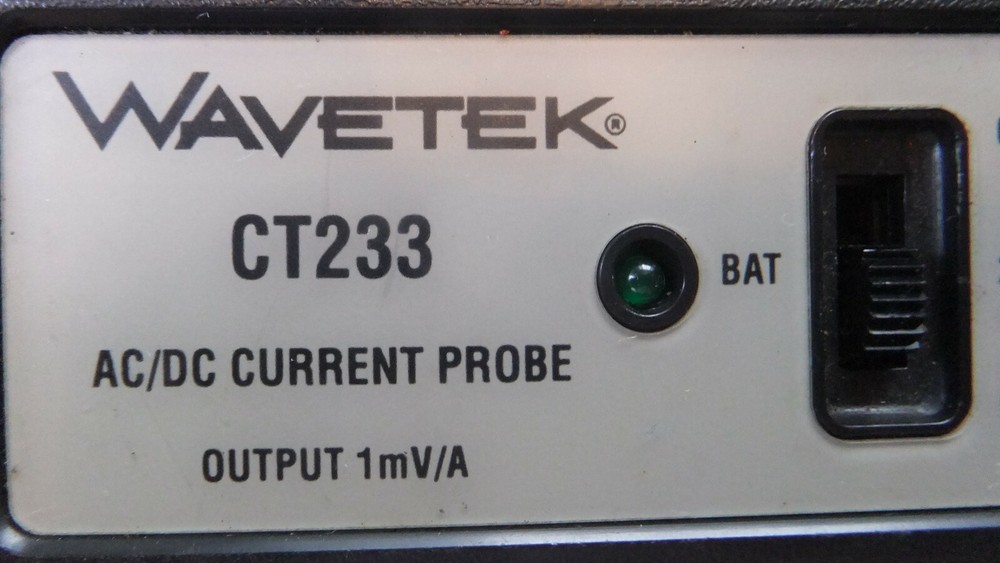 WAVETEK®
CT233
BAT
AC/DC CURRENT PROBE
OUTPUT 1mV/A